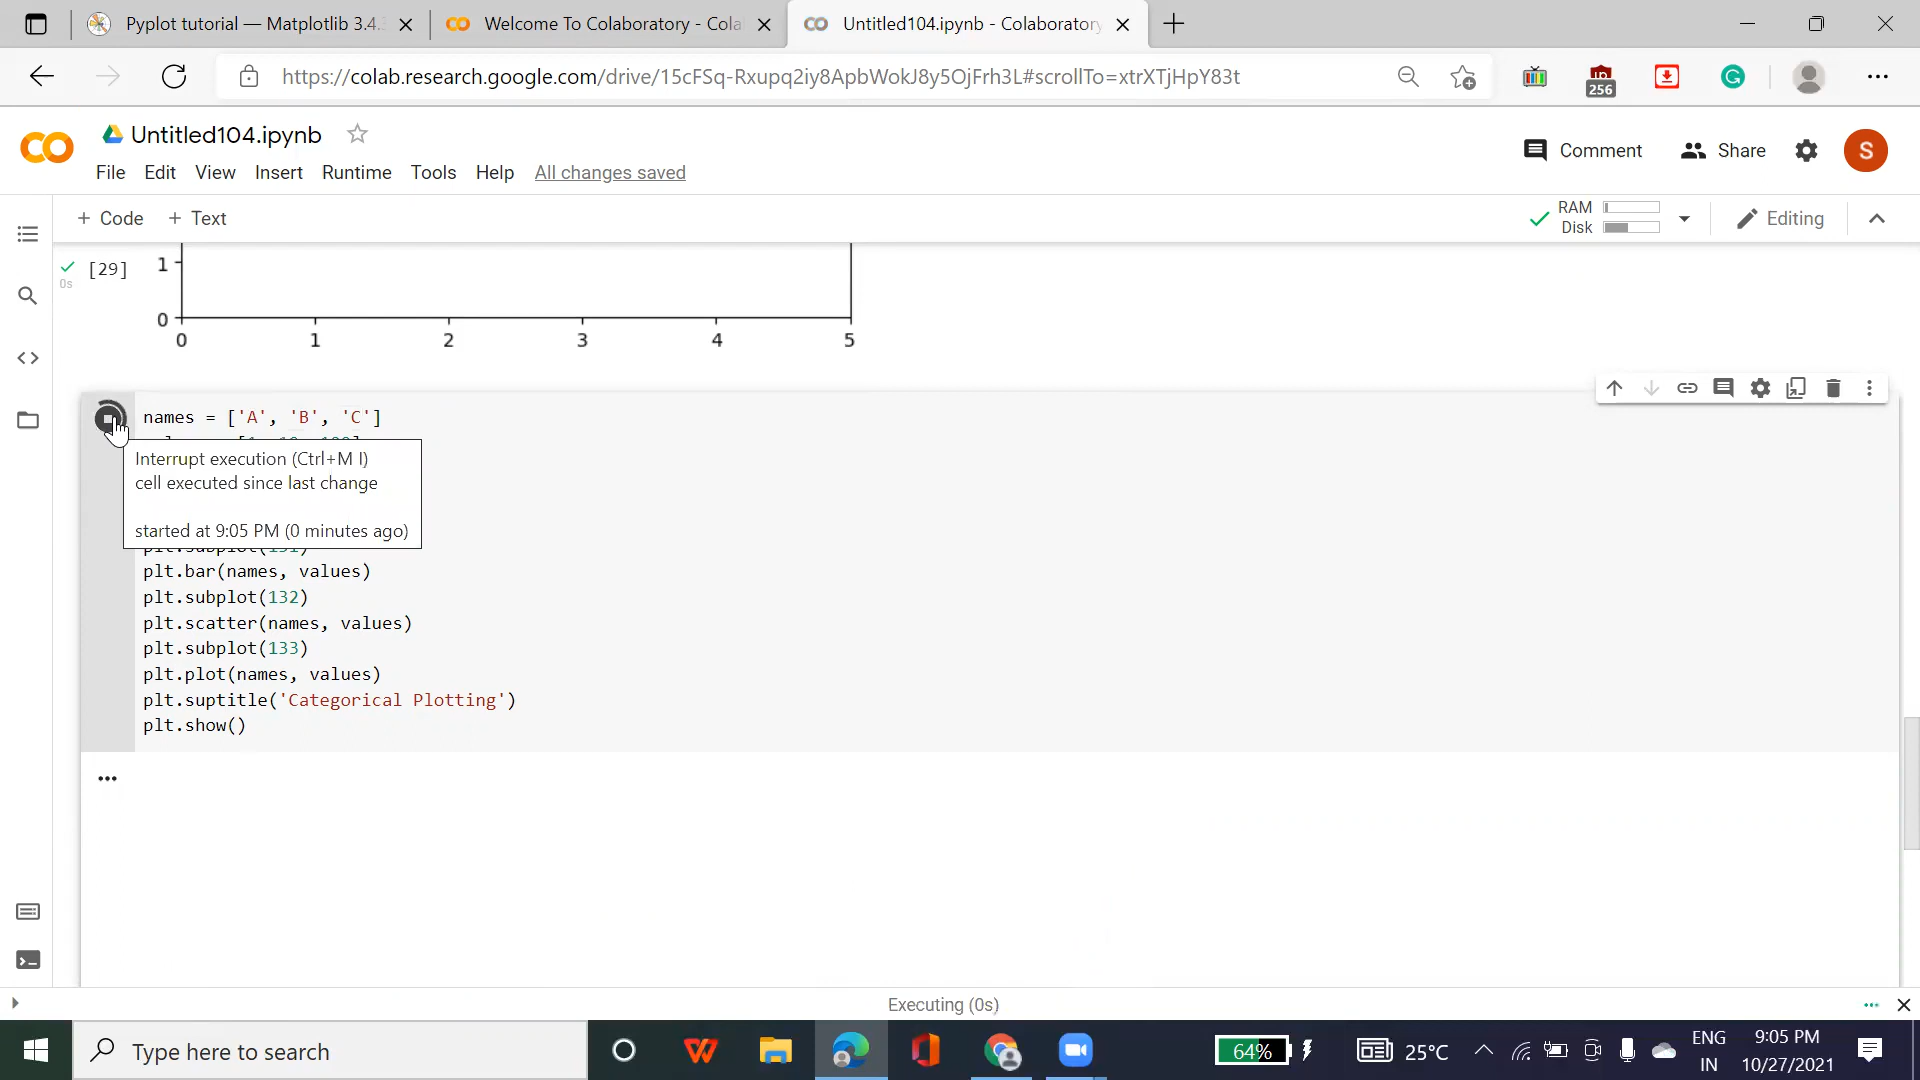 Pyplot tutorial — Matplotlib 3.4.
Welcome To Colaboratory - Cola
Untitled104.ipynb - Colaboratory
https://colab.research.google.com/drive/15cFSq-Rxupq2iy8ApbWokJ8y5OjFrh3L#scrollTo=xtrXTjHpY83t
256
Untitled104.ipynb
Comment
Share
S
File Edit View Insert Runtime Tools Help All changes saved
+ Code + Text
RAM
Disk
Editing
[29]
0s
1
0
0 1 2 3 4 5
names = ['A', 'B', 'C']
Interrupt execution (Ctrl+M I)
cell executed since last change
started at 9:05 PM (0 minutes ago)
plt.subplot(131)
plt.bar(names, values)
plt.subplot(132)
plt.scatter(names, values)
plt.subplot(133)
plt.plot(names, values)
plt.suptitle('Categorical Plotting')
plt.show()
Executing (0s)
Type here to search
64%
25°C
ENG
IN
9:05 PM
10/27/2021